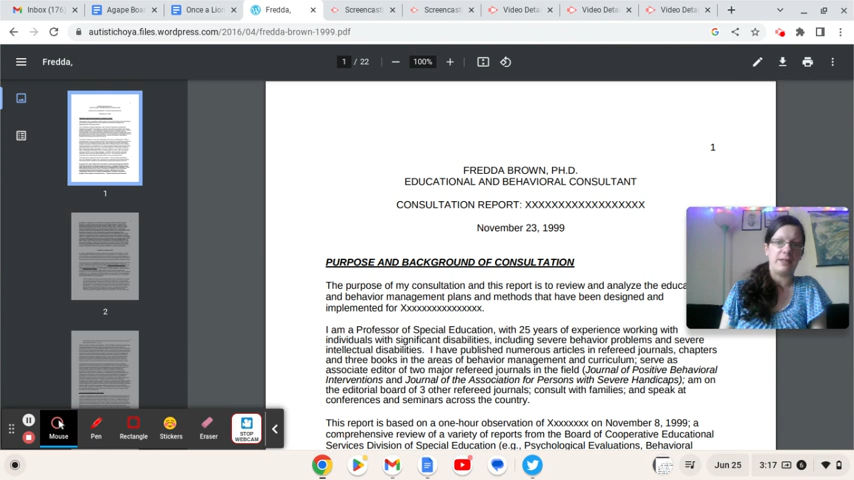 Inbox (176
Agape Boar
Once a Lion
Fredda,
Screencast
Screencast
Video Deta
Video Deta
Video Deta
autistichoya.files.wordpress.com/2016/04/fredda-brown-1999.pdf
Fredda,
1 / 22
100%
1
2
1
FREDDA BROWN, PH.D.
EDUCATIONAL AND BEHAVIORAL CONSULTANT
CONSULTATION REPORT: XXXXXXXXXXXXXXXXXX
November 23, 1999
PURPOSE AND BACKGROUND OF CONSULTATION
The purpose of my consultation and this report is to review and analyze the educa
and behavior management plans and methods that have been designed and
implemented for Xxxxxxxxxxxxxxx.
I am a Professor of Special Education, with 25 years of experience working with
individuals with significant disabilities, including severe behavior problems and severe
intellectual disabilities. I have published numerous articles in refereed journals, chapters
and three books in the areas of behavior management and curriculum; serve as
associate editor of two major refereed journals in the field (Journal of Positive Behavioral
Interventions and Journal of the Association for Persons with Severe Handicaps); am on
the editorial board of 3 other refereed journals; consult with families; and speak at
conferences and seminars across the country.
This report is based on a one-hour observation of Xxxxxxxx on November 8, 1999; a
comprehensive review of a variety of reports from the Board of Cooperative Educational
Services Division of Special Education (e.g., Psychological Evaluations, Behavioral
Mouse
Pen
Rectangle
Stickers
Eraser
STOP
WEBCAM
Jun 25
3:17
6